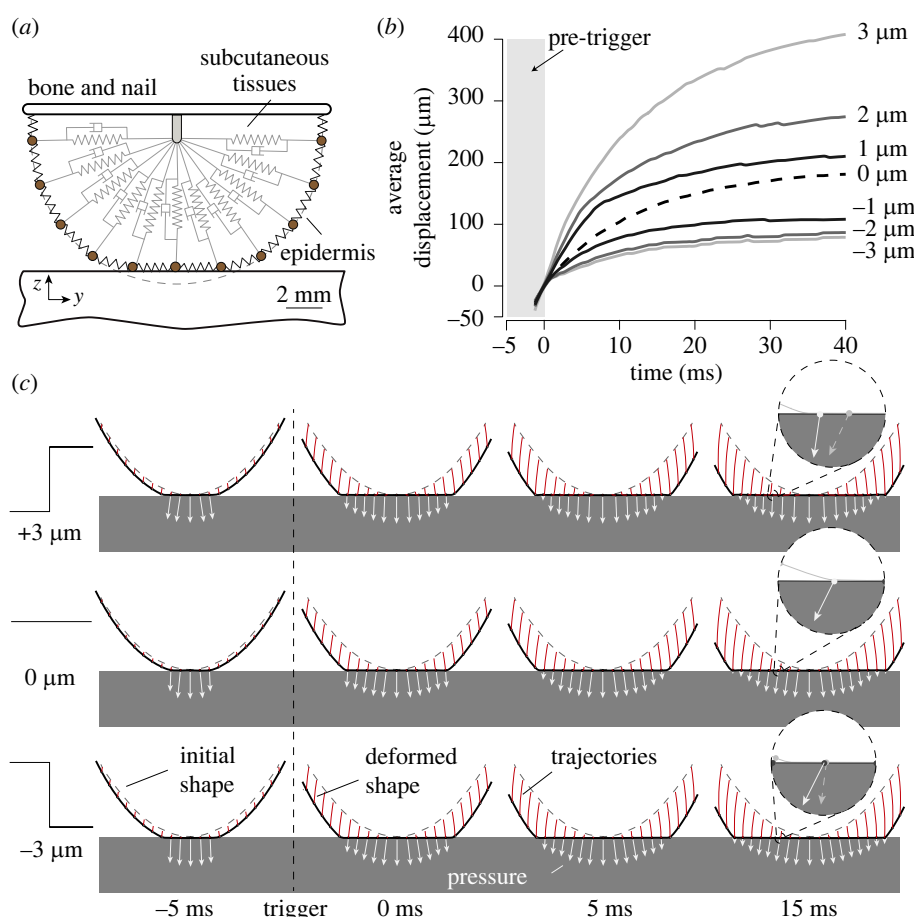 (a)
bone and nail
subcutaneous
tissues
epidermis
z
y
2 mm
(b)
average
displacement (µm)
400
300
200
100
0
–50
pre-trigger
3 µm
2 µm
1 µm
0 µm
–1 µm
–2 µm
–3 µm
–5 0 10 20 30 40
time (ms)
(c)
+3 µm
0 µm
–3 µm
initial
shape
deformed
shape
trajectories
pressure
–5 ms trigger 0 ms 5 ms 15 ms